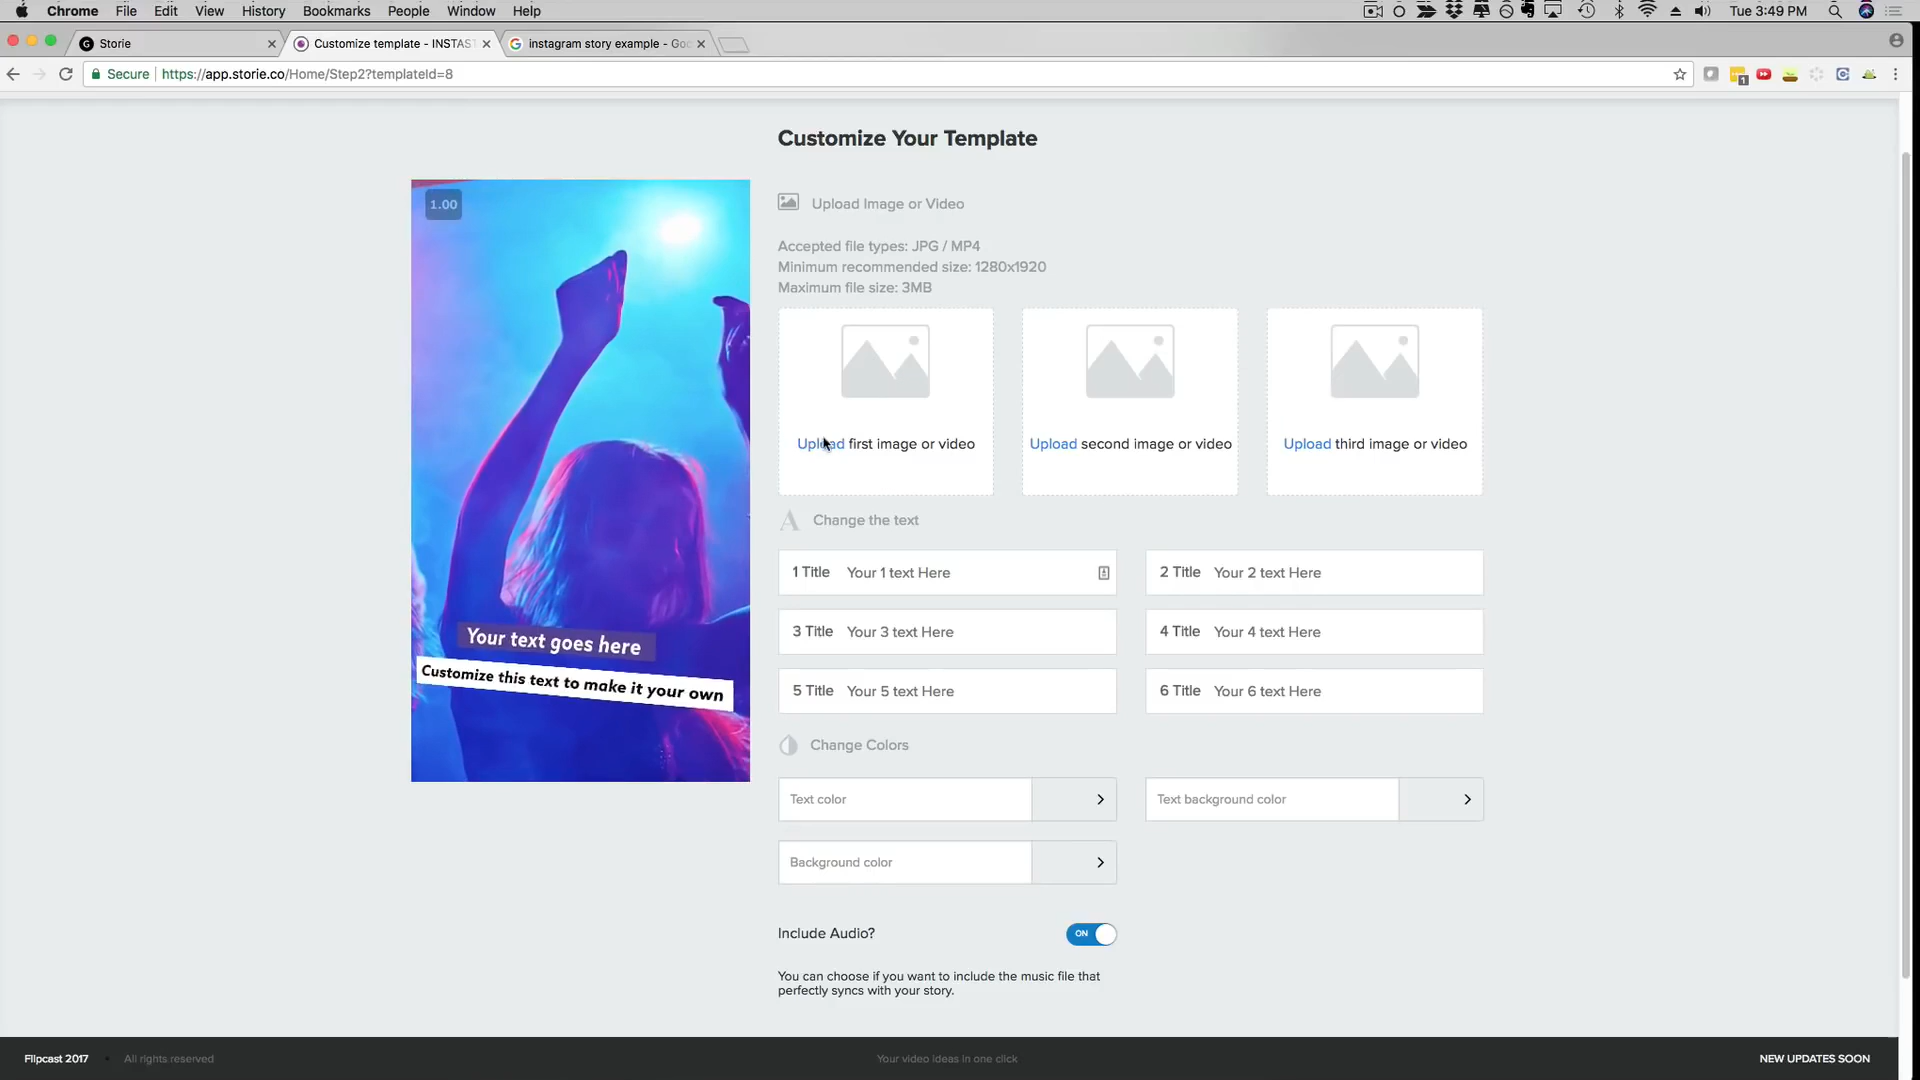 Chrome File Edit View History Bookmarks People Window Help Tue 3:49 PM
Storie
Customize template - INSTAS
instagram story example - Goo
Secure https://app.storie.co/Home/Step2?templateId=8
1
Customize Your Template
1.00
Upload Image or Video
Accepted file types: JPG / MP4
Minimum recommended size: 1280x1920
Maximum file size: 3MB
Upload first image or video
Upload second image or video
Upload third image or video
A Change the text
1 Title Your 1 text Here
2 Title Your 2 text Here
3 Title Your 3 text Here
4 Title Your 4 text Here
5 Title Your 5 text Here
6 Title Your 6 text Here
Your text goes here
Customize this text to make it your own
Change Colors
Text color
Text background color
Background color
Include Audio?
ON
You can choose if you want to include the music file that
perfectly syncs with your story.
Flipcast 2017 • All rights reserved
Your video ideas in one click
NEW UPDATES SOON